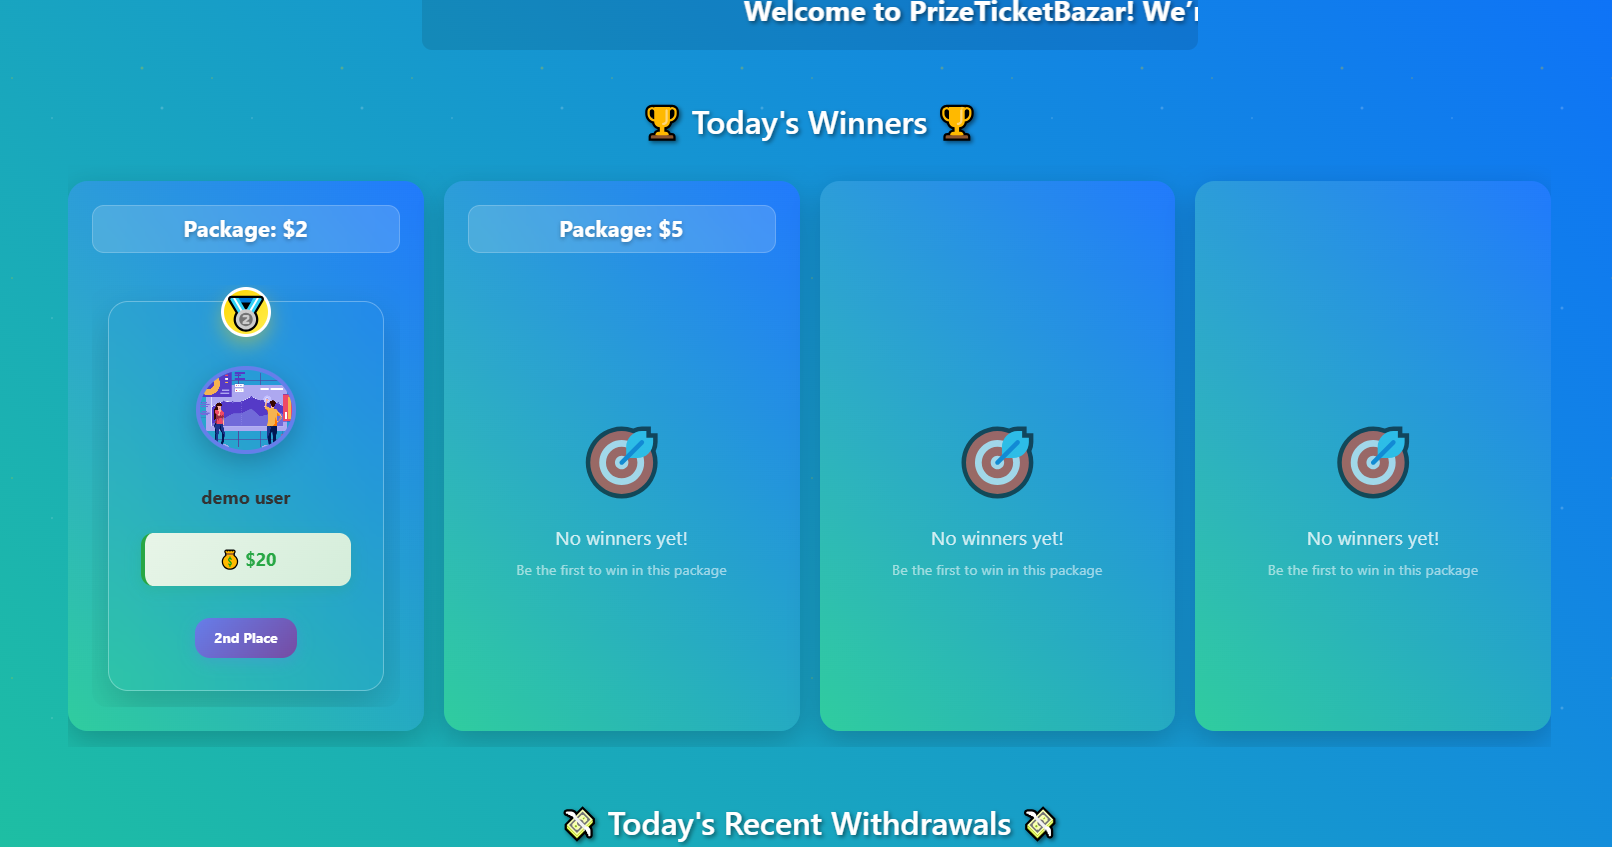 Welcome to PrizeTicketBazar! We’r
🏆 Today's Winners 🏆
Package: $2
2
demo user
💰 $20
2nd Place
Package: $5
No winners yet!
Be the first to win in this package
No winners yet!
Be the first to win in this package
No winners yet!
Be the first to win in this package
💸 Today's Recent Withdrawals 💸